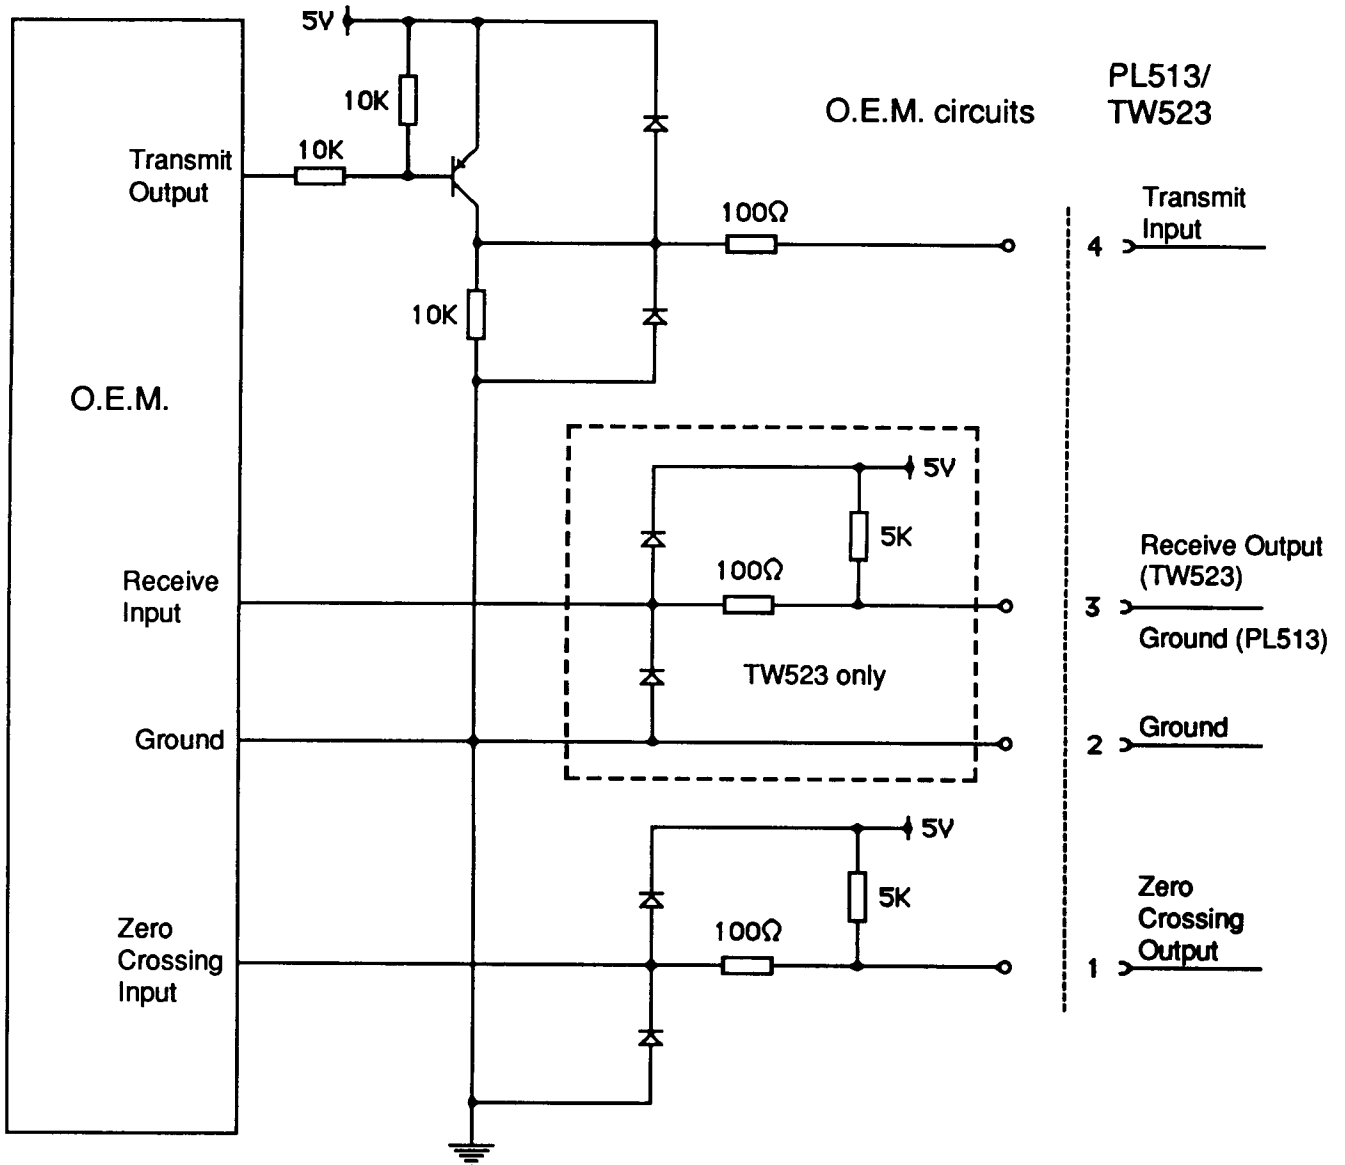 5V
10K
10K
Transmit
Output
10K
100Ω
O.E.M. circuits
PL513/
TW523
Transmit
Input
4
O.E.M.
5V
5K
100Ω
Receive
Input
TW523 only
Receive Output
(TW523)
3
Ground (PL513)
Ground
2
Ground
5V
5K
100Ω
Zero
Crossing
Input
1
Zero
Crossing
Output